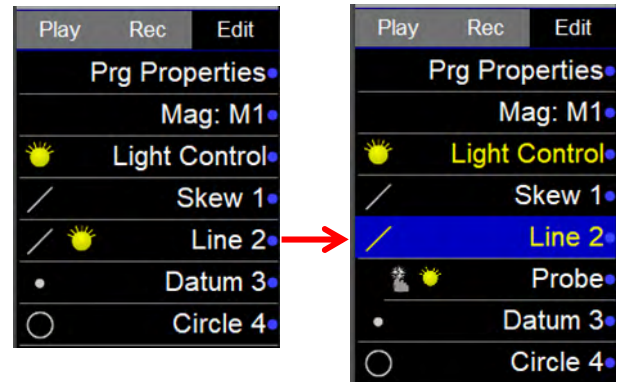 Play Rec Edit
Prg Properties
Mag: M1
Light Control
Skew 1
Line 2
Datum 3
Circle 4
Play Rec Edit
Prg Properties
Mag: M1
Light Control
Skew 1
Line 2
Probe
Datum 3
Circle 4